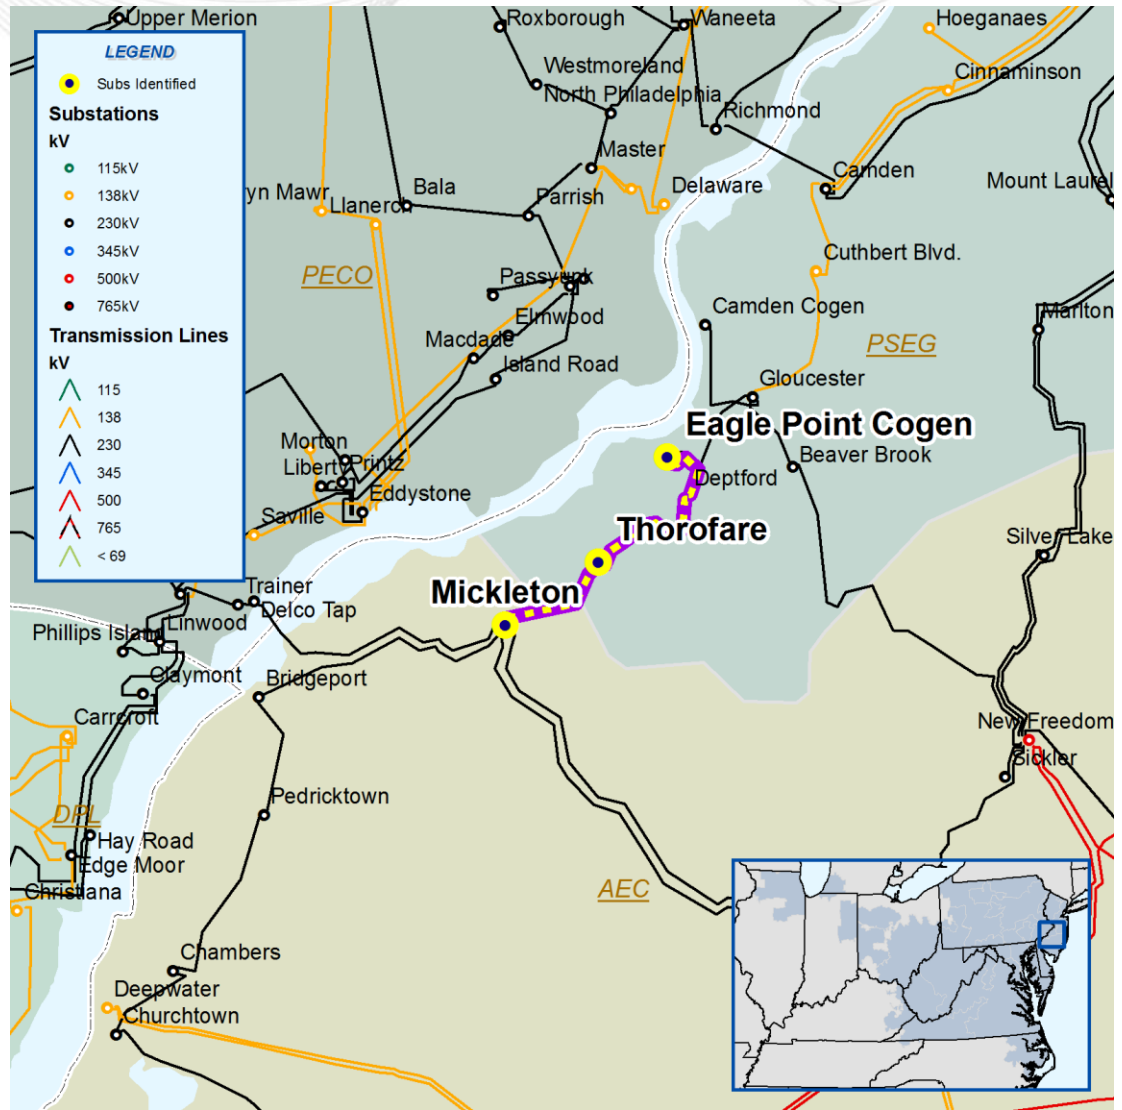 Upper Merion
Roxborough
Waneeta
Hoeganaes
LEGEND
Subs Identified
Substations
kV
115kV
138kV
230kV
345kV
500kV
765kV
Transmission Lines
kV
115
138
230
345
500
765
< 69
Westmoreland
North Philadelphia
Cinnaminson
Richmond
Master
Camden
Mount Laurel
yn Mawr
Llanerch
Bala
Parrish
Delaware
PECO
Passyunk
Cuthbert Blvd.
Elmwood
Camden Cogen
Marlton
Macdade
Island Road
PSEG
Gloucester
Eagle Point Cogen
Morton
Liberty
Printz
Beaver Brook
Deptford
Eddystone
Saville
Thorofare
Silver Lake
Mickleton
Trainer
Delco Tap
Linwood
Phillips Island
Claymont
Bridgeport
Carrcroft
New Freedom
Sickler
Pedricktown
DPL
Hay Road
Edge Moor
Christiana
AEC
Chambers
Deepwater
Churchtown